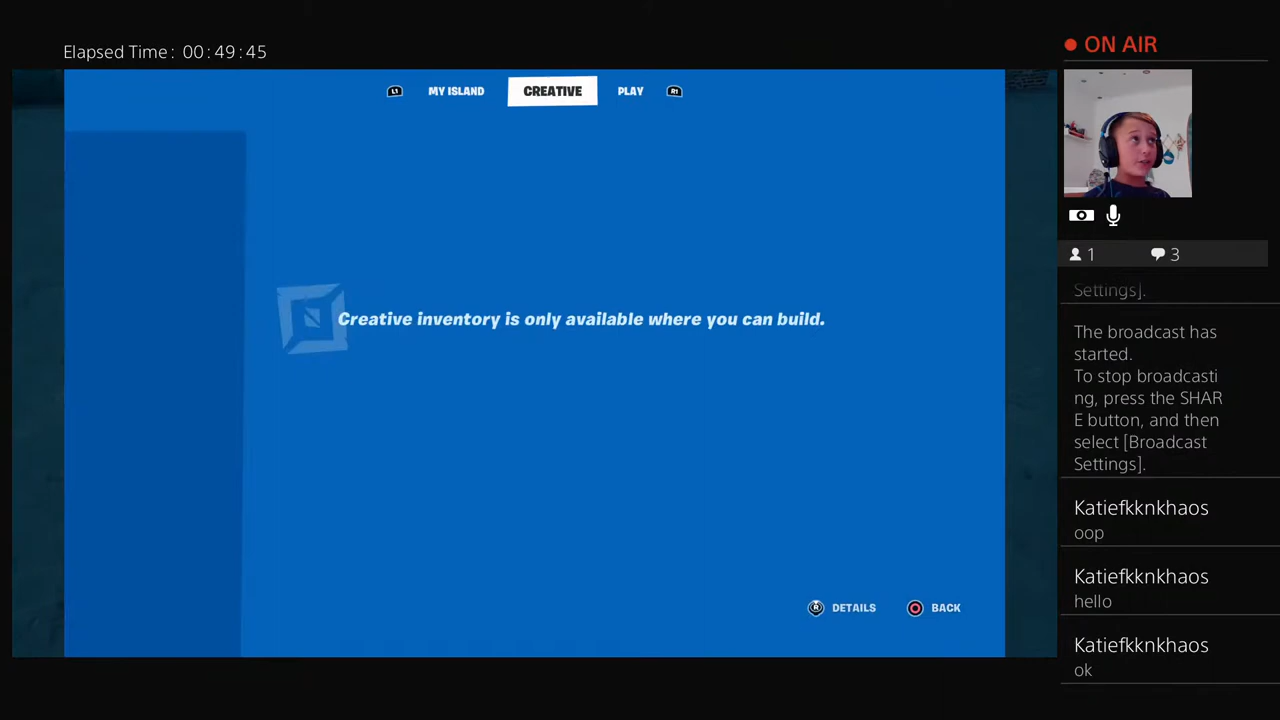 Elapsed Time: 00:49:45
ON AIR
L1 MY ISLAND CREATIVE PLAY R1
1 3
Settings].
Creative inventory is only available where you can build.
The broadcast has
started.
To stop broadcasti
ng, press the SHAR
E button, and then
select [Broadcast
Settings].
Katiefkknkhaos
oop
Katiefkknkhaos
hello
R DETAILS BACK
Katiefkknkhaos
ok